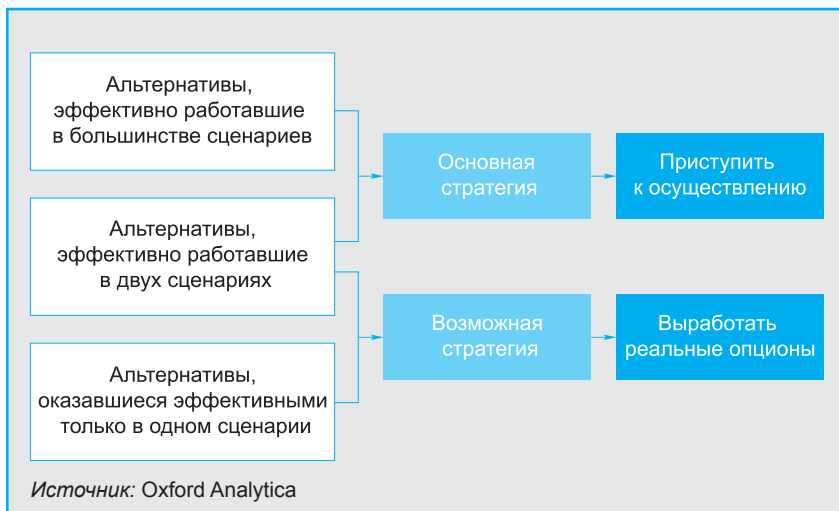 Альтернативы,
эффективно работавшие
в большинстве сценариев
Основная
стратегия
Приступить
к осуществлению
Альтернативы,
эффективно работавшие
в двух сценариях
Возможная
стратегия
Выработать
реальные опционы
Альтернативы,
оказавшиеся эффективными
только в одном сценарии
Источник: Oxford Analytica